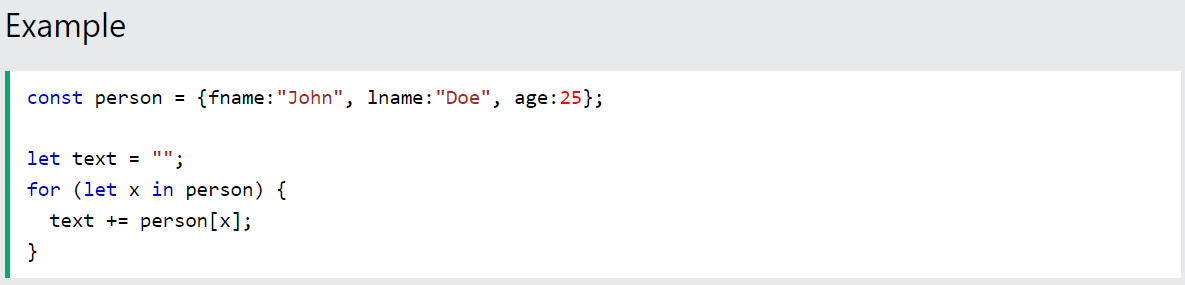 Example
const person = {fname:"John", lname:"Doe", age:25};
let text = "";
for (let x in person) {
  text += person[x];
}